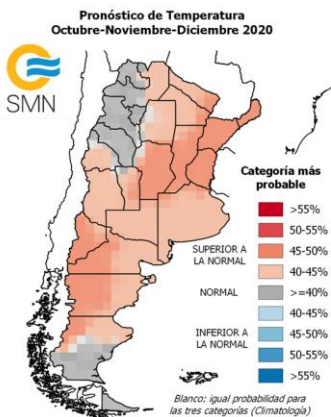 Pronóstico de Temperatura
Octubre-Noviembre-Diciembre 2020
SMN
Categoría más
probable
>55%
50-55%
SUPERIOR A
LA NORMAL
45-50%
40-45%
NORMAL
>=40%
40-45%
INFERIOR A
LA NORMAL
45-50%
50-55%
>55%
Blanco: igual probabilidad para
las tres categorías (Climatología)